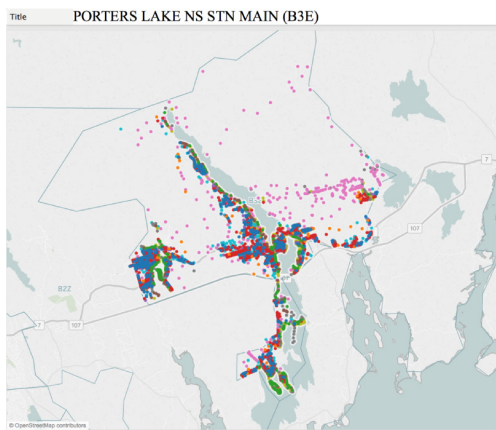 Title PORTERS LAKE NS STN MAIN (B3E)
7
107
B2Z
7
107
© OpenStreetMap contributors